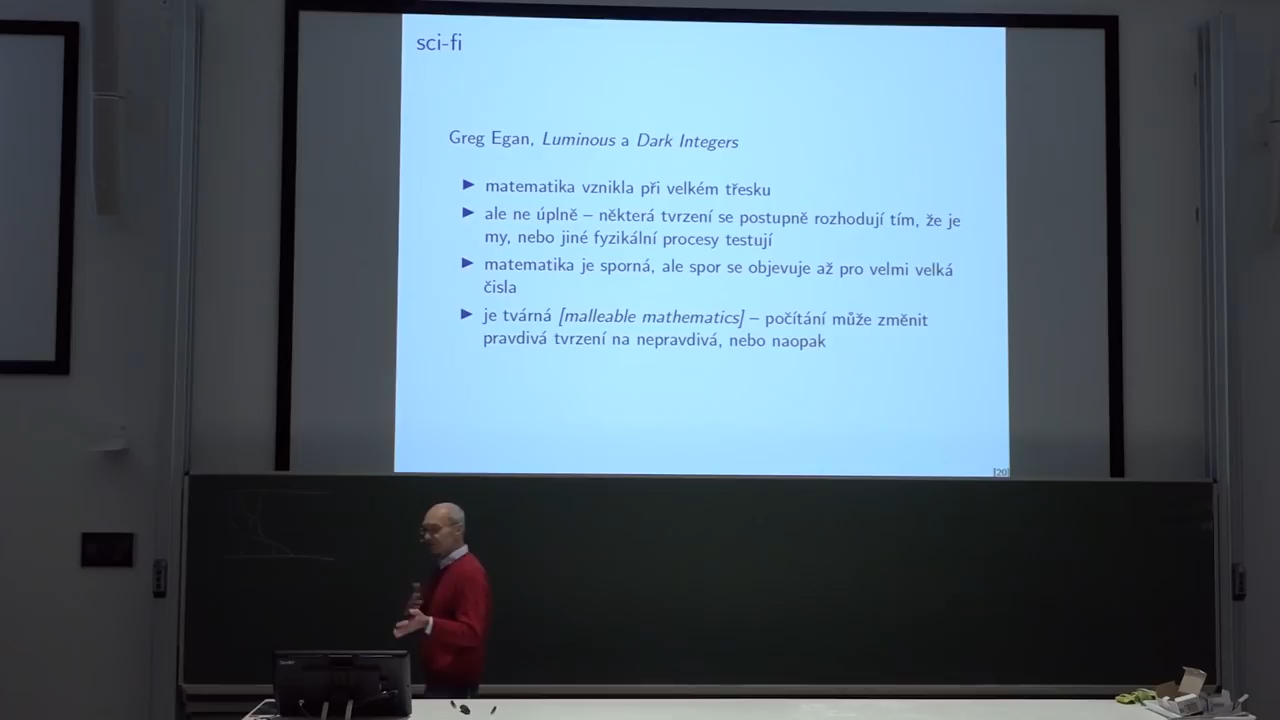 sci-fi
Greg Egan, Luminous a Dark Integers
▶ matematika vznikla při velkém třesku
▶ ale ne úplně – některá tvrzení se postupně rozhodují tím, že je
my, nebo jiné fyzikální procesy testují
▶ matematika je sporná, ale spor se objevuje až pro velmi velká
čisla
▶ je tvárná [malleable mathematics] – počítání může změnit
pravdivá tvrzení na nepravdivá, nebo naopak
[20]